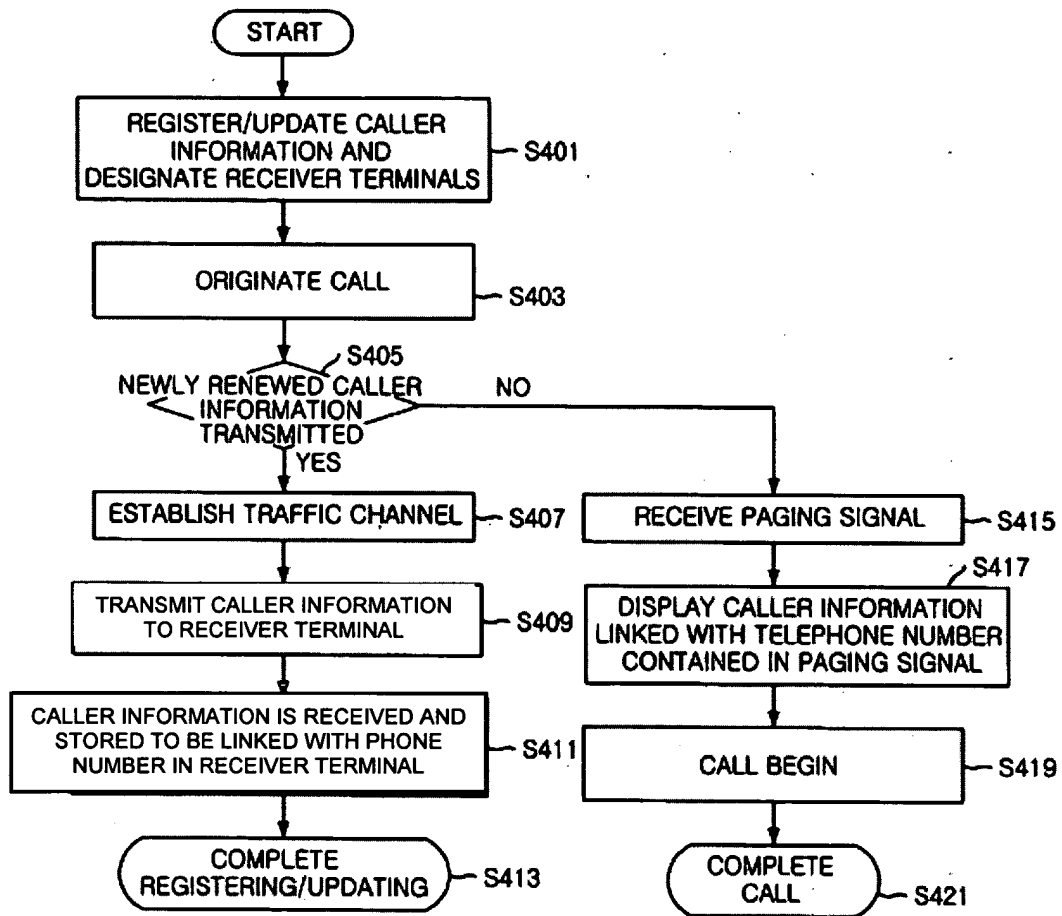 START
REGISTER/UPDATE CALLER
INFORMATION AND
DESIGNATE RECEIVER TERMINALS
S401
ORIGINATE CALL
S403
S405
NEWLY RENEWED CALLER
INFORMATION
TRANSMITTED
NO
YES
ESTABLISH TRAFFIC CHANNEL
S407
TRANSMIT CALLER INFORMATION
TO RECEIVER TERMINAL
S409
CALLER INFORMATION IS RECEIVED AND
STORED TO BE LINKED WITH PHONE
NUMBER IN RECEIVER TERMINAL
S411
COMPLETE
REGISTERING/UPDATING
S413
RECEIVE PAGING SIGNAL
S415
S417
DISPLAY CALLER INFORMATION
LINKED WITH TELEPHONE NUMBER
CONTAINED IN PAGING SIGNAL
CALL BEGIN
S419
COMPLETE
CALL
S421